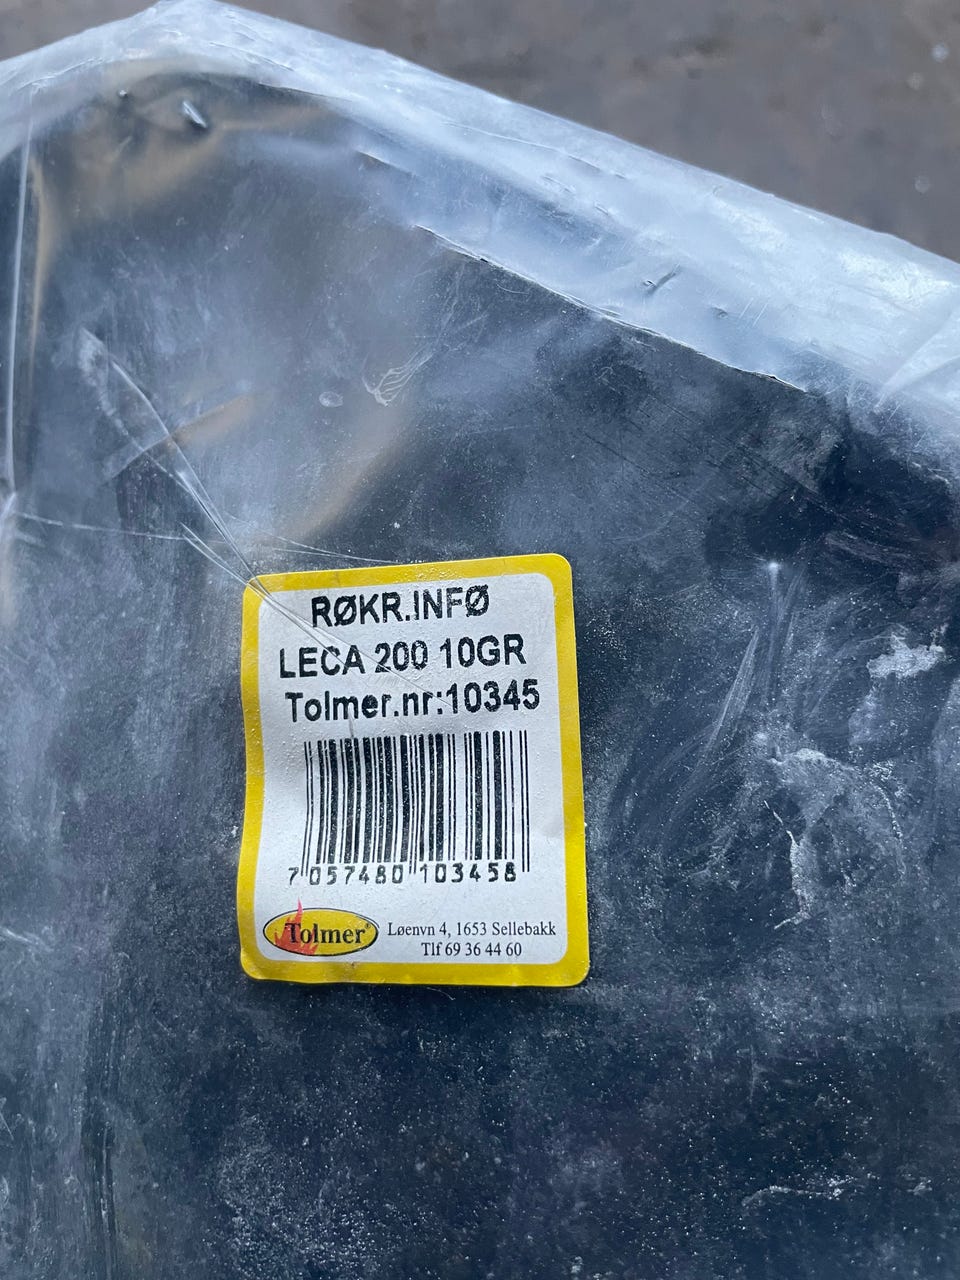 RØKR.INFØ
LECA 200 10GR
Tolmer.nr:10345
7 057480 103458
Tolmer®
Løenvn 4, 1653 Sellebakk
Tlf 69 36 44 60